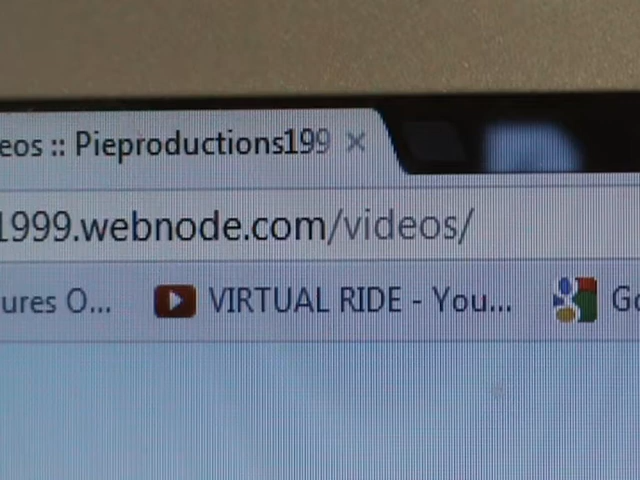 eos :: Pieproductions199
1999.webnode.com/videos/
ures O... VIRTUAL RIDE - You... Go